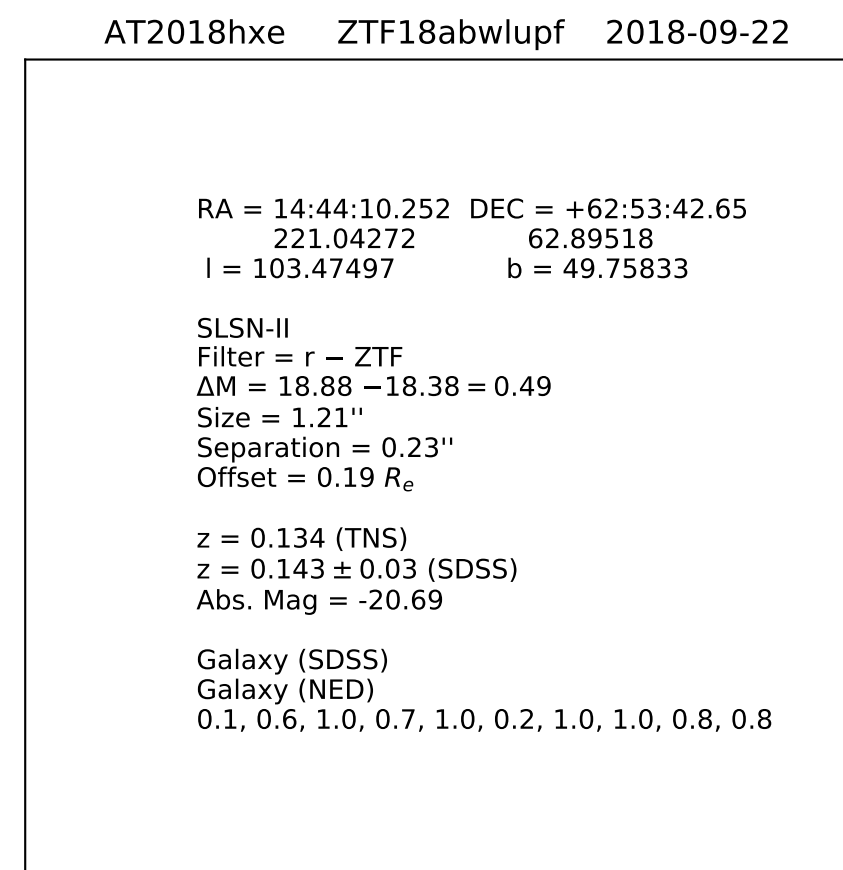 AT2018hxe ZTF18abwlupf 2018-09-22
RA = 14:44:10.252 DEC = +62:53:42.65
221.04272 62.89518
l = 103.47497 b = 49.75833
SLSN-II
Filter = r − ZTF
ΔM = 18.88 −18.38 = 0.49
Size = 1.21''
Separation = 0.23''
Offset = 0.19 Re
z = 0.134 (TNS)
z = 0.143 ± 0.03 (SDSS)
Abs. Mag = -20.69
Galaxy (SDSS)
Galaxy (NED)
0.1, 0.6, 1.0, 0.7, 1.0, 0.2, 1.0, 1.0, 0.8, 0.8